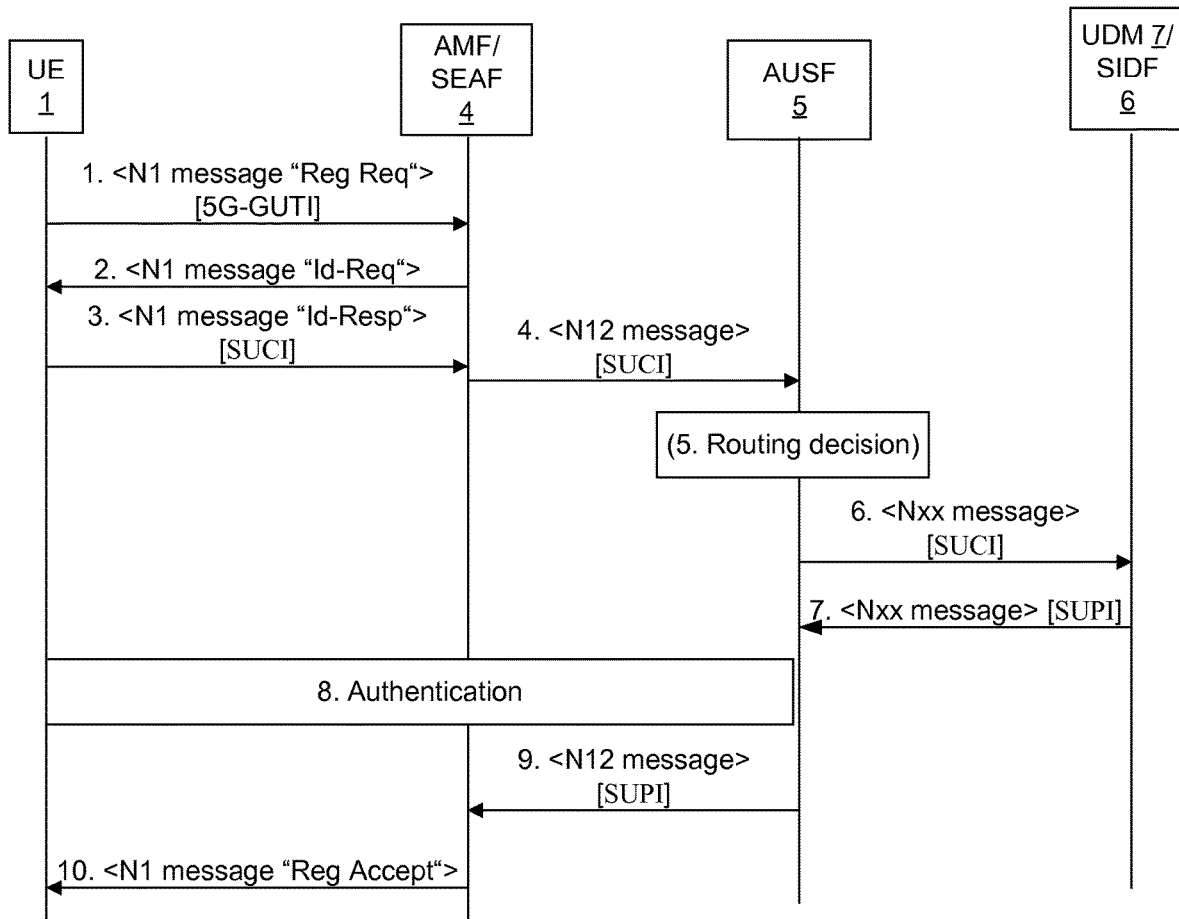 UE
1
AMF/
SEAF
4
AUSF
5
UDM 7/
SIDF
6
1. <N1 message “Reg Req“>
[5G-GUTI]
2. <N1 message “Id-Req“>
3. <N1 message “Id-Resp“>
[SUCI]
4. <N12 message>
[SUCI]
(5. Routing decision)
6. <Nxx message>
[SUCI]
7. <Nxx message> [SUPI]
8. Authentication
9. <N12 message>
[SUPI]
10. <N1 message “Reg Accept“>